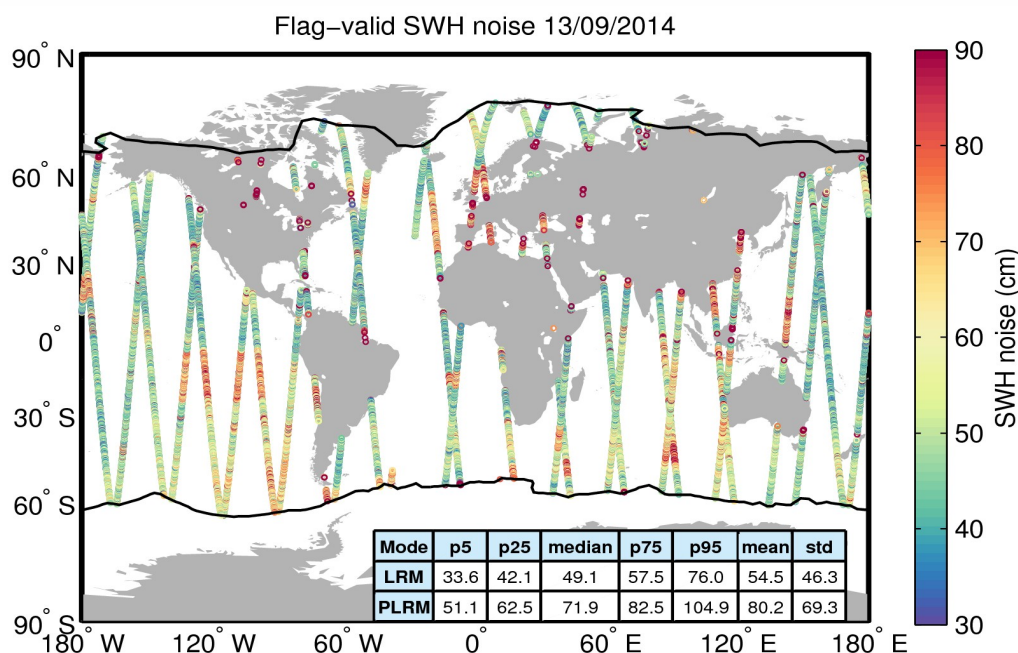 Flag−valid SWH noise 13/09/2014
90° N
60° N
30° N
0°
30° S
60° S
90° S
180° W
120° W
60° W
0°
60° E
120° E
180° E
Mode p5 p25 median p75 p95 mean std
LRM 33.6 42.1 49.1 57.5 76.0 54.5 46.3
PLRM 51.1 62.5 71.9 82.5 104.9 80.2 69.3
90
80
70
60
50
40
30
SWH noise (cm)